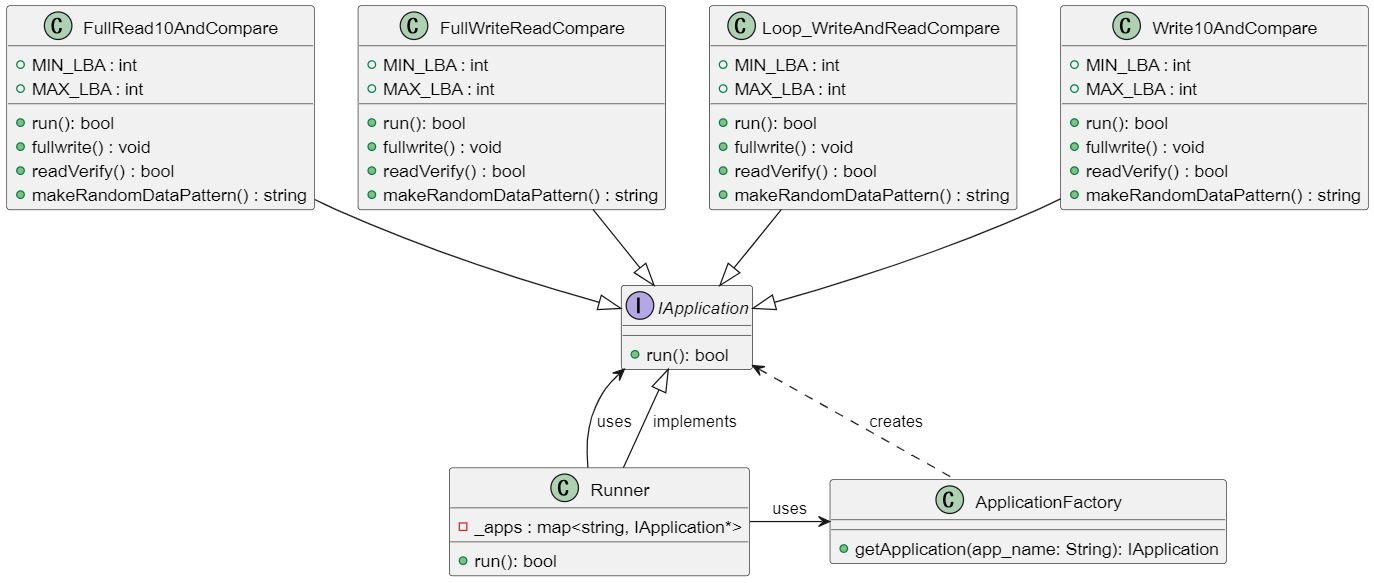 C FullRead10AndCompare
MIN_LBA : int
MAX_LBA : int
run(): bool
fullwrite() : void
readVerify() : bool
makeRandomDataPattern() : string
C FullWriteReadCompare
MIN_LBA : int
MAX_LBA : int
run(): bool
fullwrite() : void
readVerify() : bool
makeRandomDataPattern() : string
C Loop_WriteAndReadCompare
MIN_LBA : int
MAX_LBA : int
run(): bool
fullwrite() : void
readVerify() : bool
makeRandomDataPattern() : string
C Write10AndCompare
MIN_LBA : int
MAX_LBA : int
run(): bool
fullwrite() : void
readVerify() : bool
makeRandomDataPattern() : string
I IApplication
run(): bool
uses
implements
creates
C Runner
_apps : map<string, IApplication*>
run(): bool
uses
C ApplicationFactory
getApplication(app_name: String): IApplication